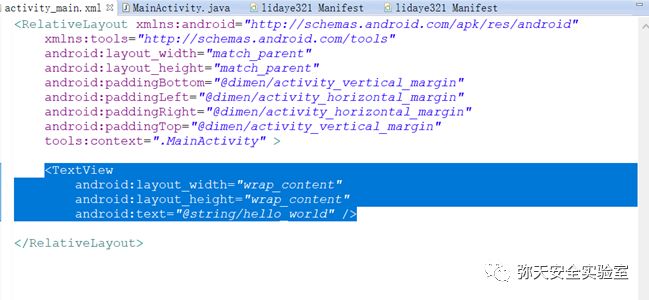 activity_main.xml MainActivity.java lidaye321 Manifest lidaye321 Manifest
<RelativeLayout xmlns:android="http://schemas.android.com/apk/res/android"
xmlns:tools="http://schemas.android.com/tools"
android:layout_width="match_parent"
android:layout_height="match_parent"
android:paddingBottom="@dimen/activity_vertical_margin"
android:paddingLeft="@dimen/activity_horizontal_margin"
android:paddingRight="@dimen/activity_horizontal_margin"
android:paddingTop="@dimen/activity_vertical_margin"
tools:context=".MainActivity" >
<TextView
android:layout_width="wrap_content"
android:layout_height="wrap_content"
android:text="@string/hello_world" />
</RelativeLayout>
弥天安全实验室